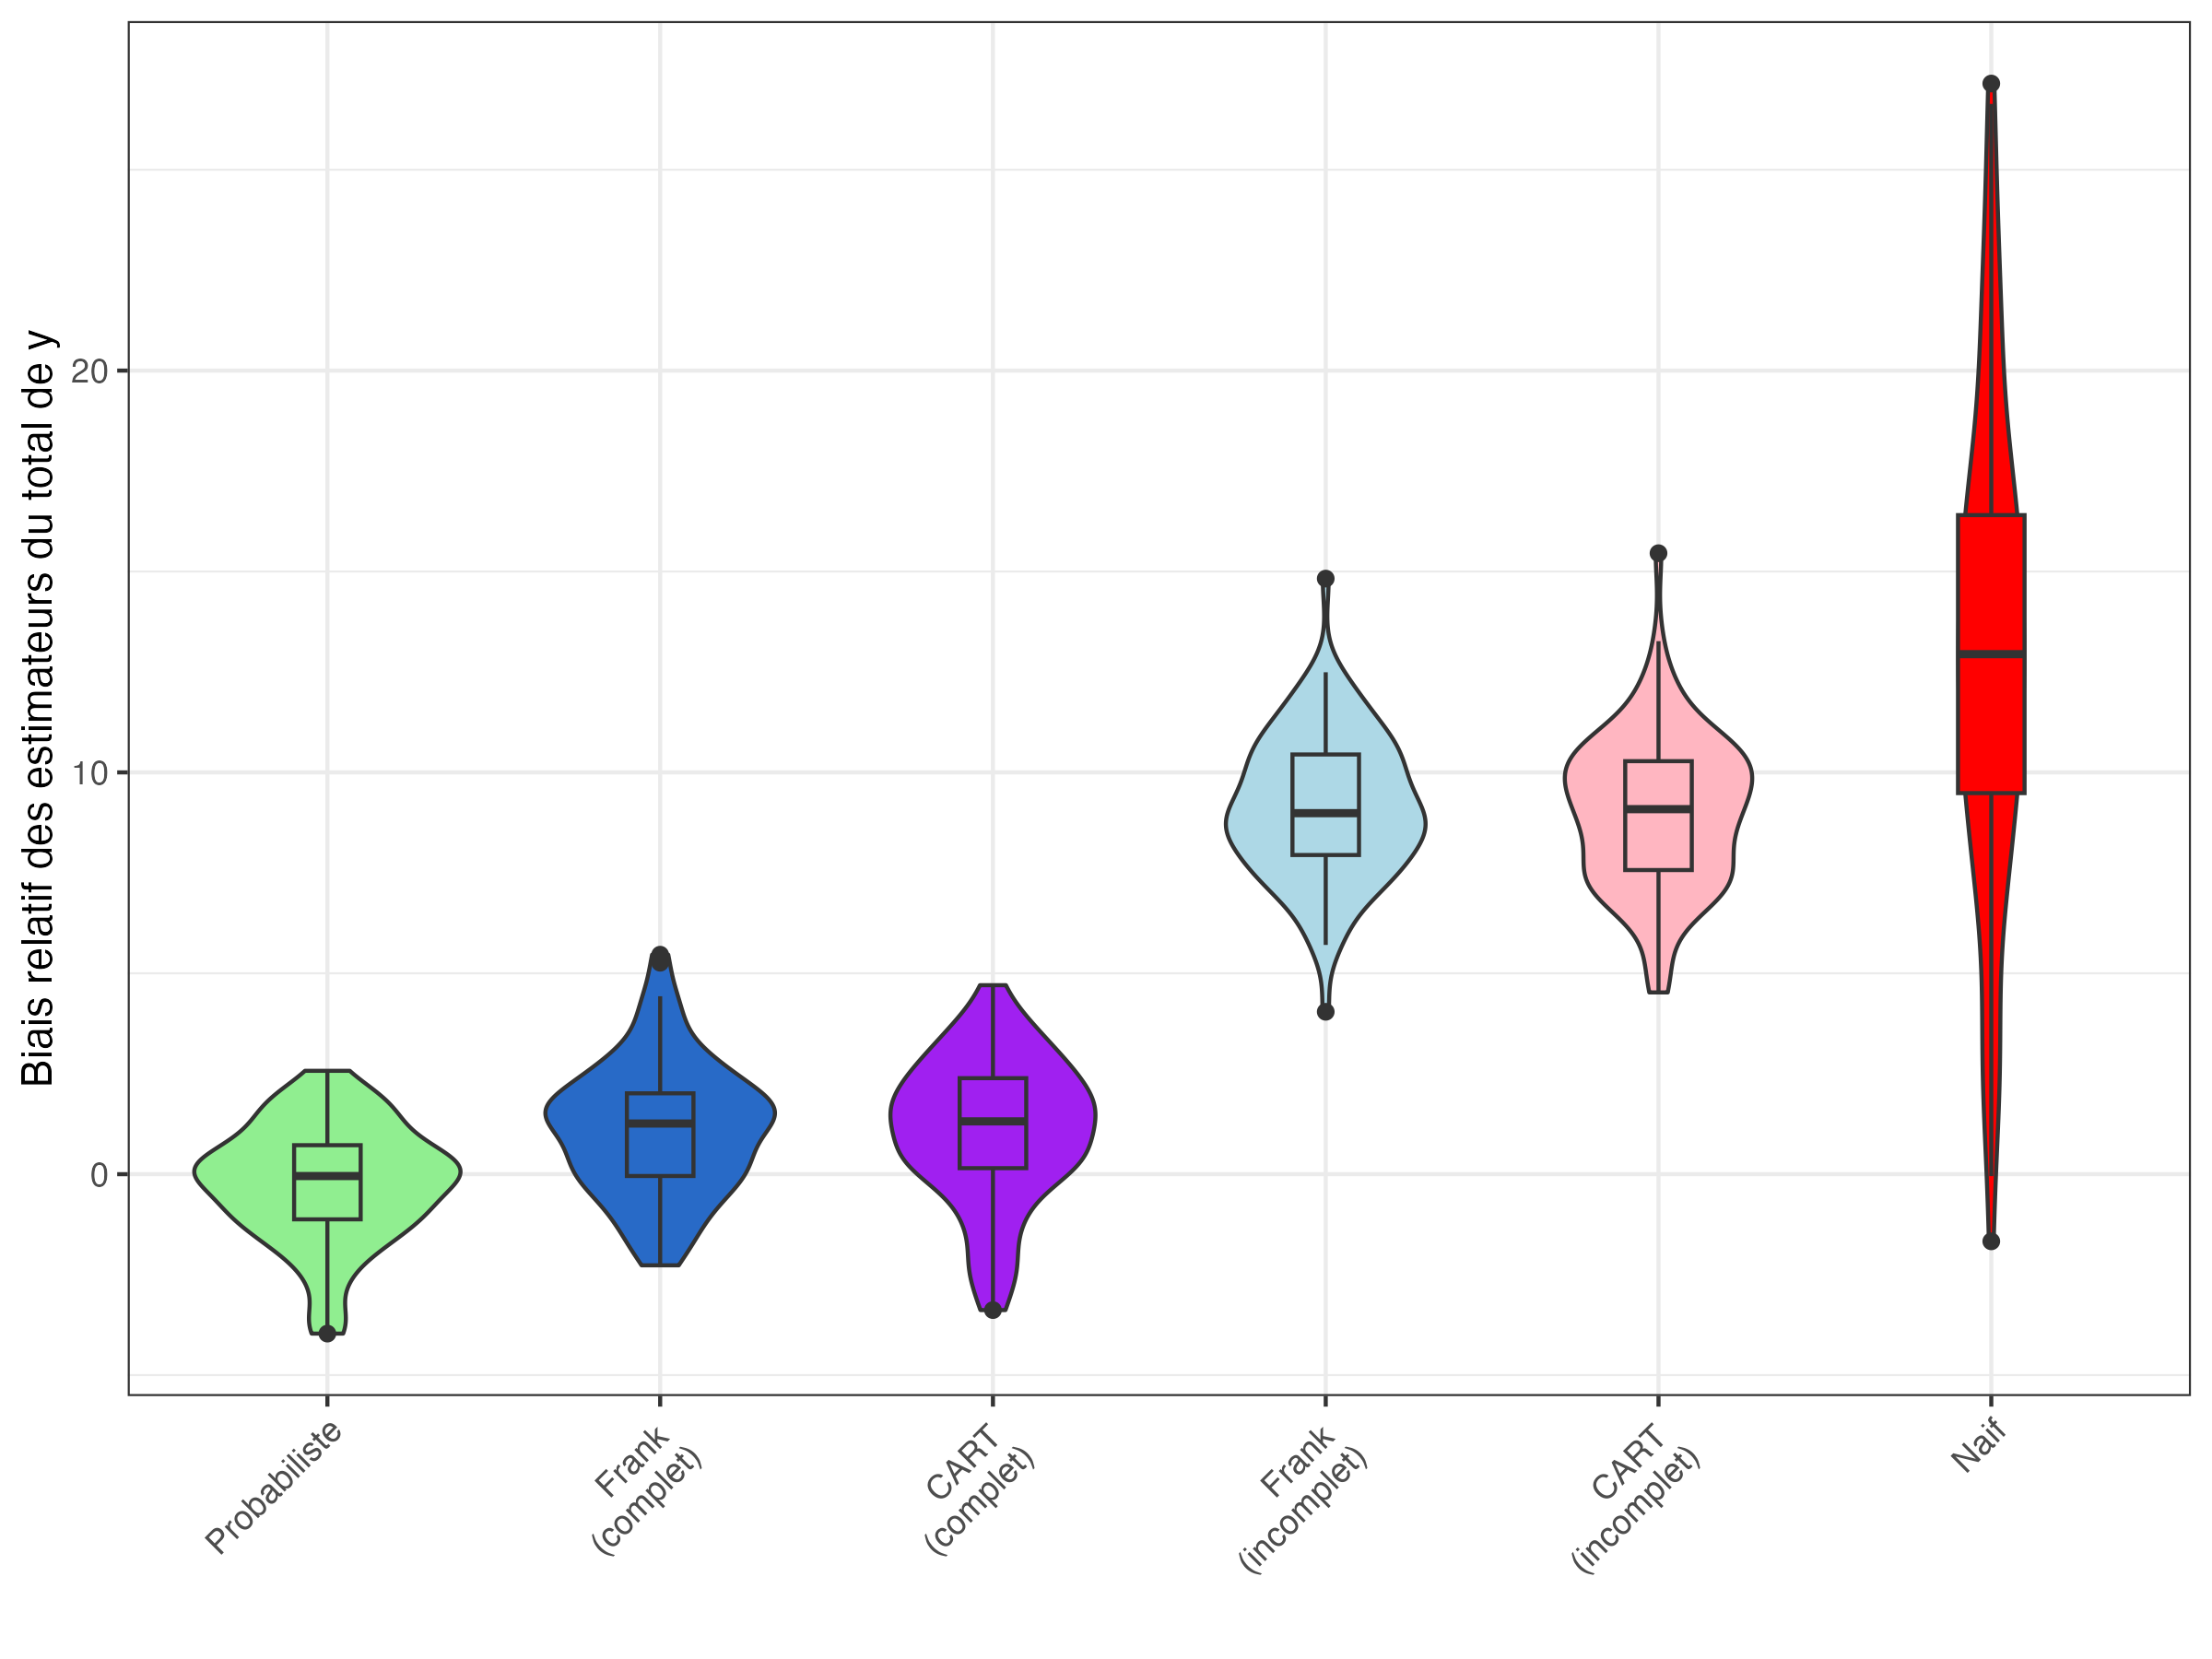 Biais relatif des estimateurs du total de y
20
10
0
Probabiliste
Frank
(complet)
CART
(complet)
Frank
(incomplet)
CART
(incomplet)
Naif